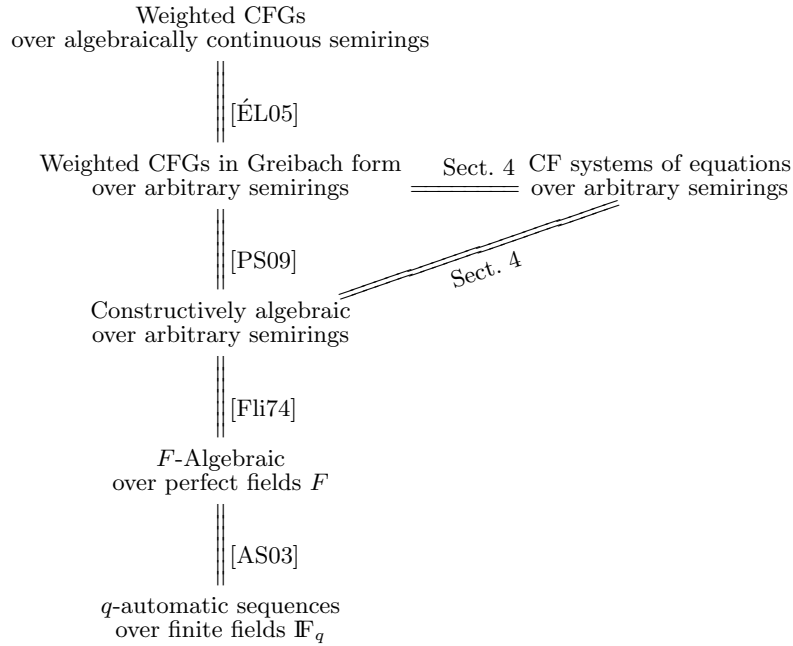 Weighted CFGs
over algebraically continuous semirings
[ÉL05]
Weighted CFGs in Greibach form
over arbitrary semirings
Sect. 4
CF systems of equations
over arbitrary semirings
[PS09]
Sect. 4
Constructively algebraic
over arbitrary semirings
[Fli74]
F-Algebraic
over perfect fields F
[AS03]
q-automatic sequences
over finite fields 𝔽q